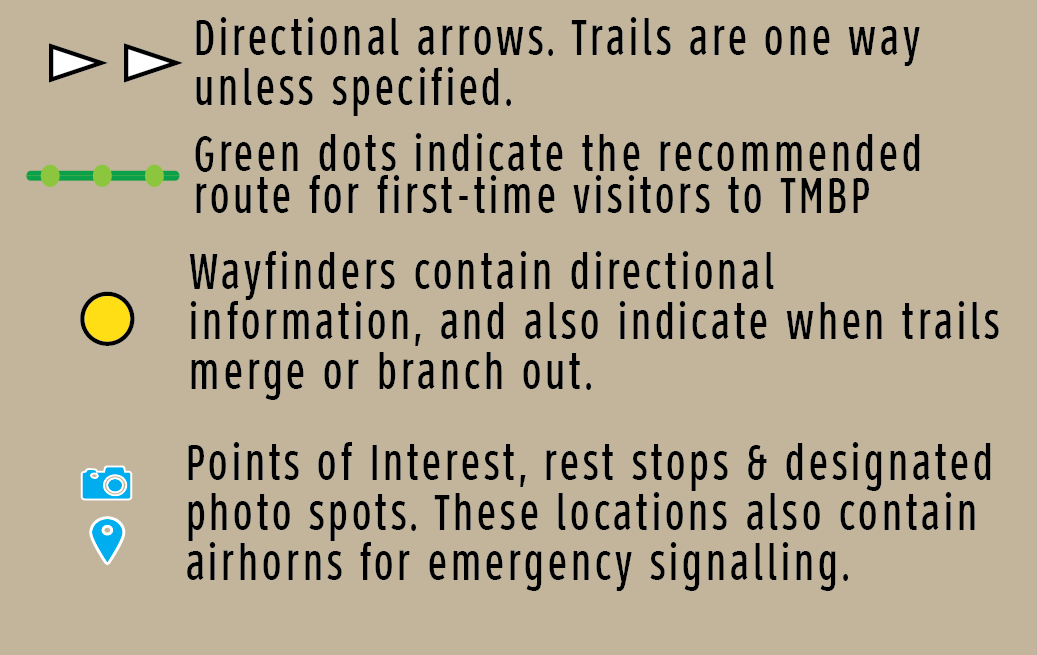 Directional arrows. Trails are one way
unless specified.
Green dots indicate the recommended
route for first-time visitors to TMBP
Wayfinders contain directional
information, and also indicate when trails
merge or branch out.
Points of Interest, rest stops & designated
photo spots. These locations also contain
airhorns for emergency signalling.